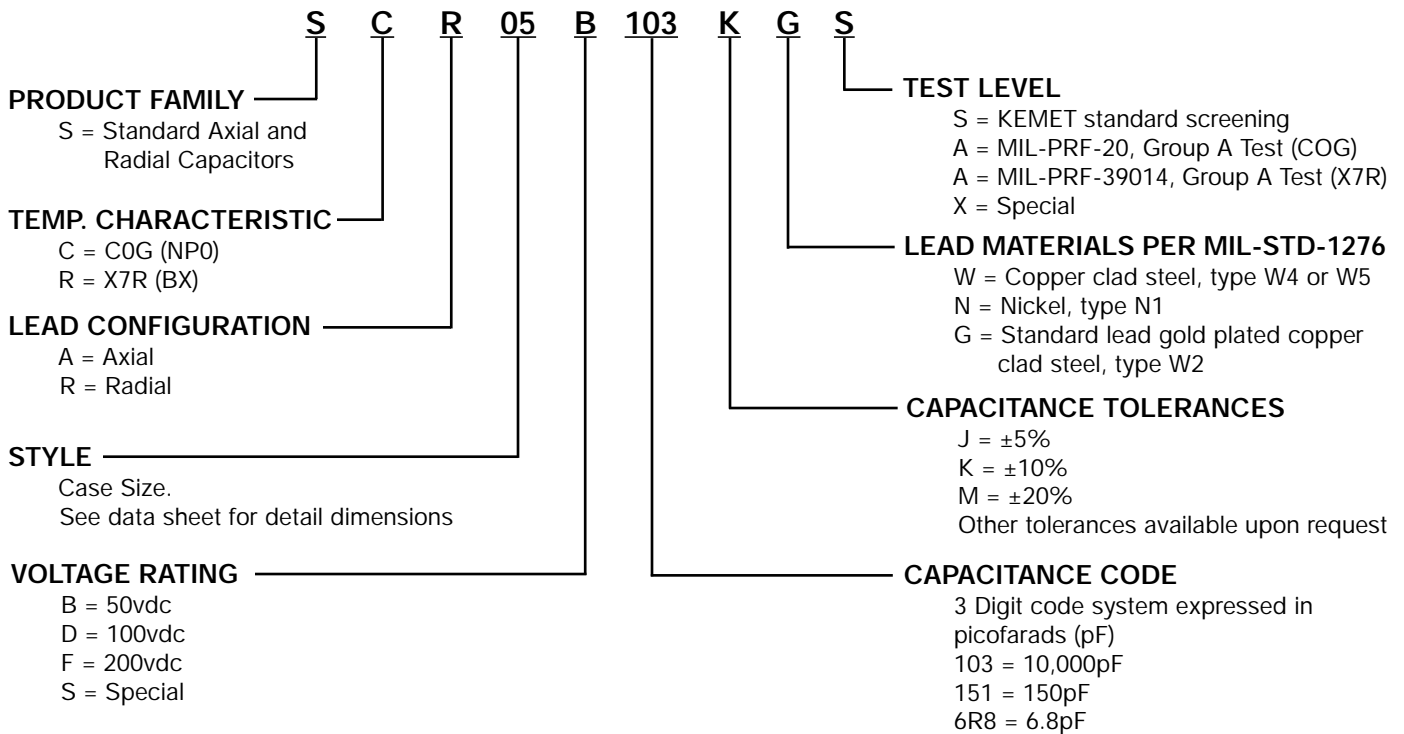 S C R 05 B 103 K G S
PRODUCT FAMILY
S = Standard Axial and
Radial Capacitors
TEMP. CHARACTERISTIC
C = C0G (NP0)
R = X7R (BX)
LEAD CONFIGURATION
A = Axial
R = Radial
STYLE
Case Size.
See data sheet for detail dimensions
VOLTAGE RATING
B = 50vdc
D = 100vdc
F = 200vdc
S = Special
TEST LEVEL
S = KEMET standard screening
A = MIL-PRF-20, Group A Test (COG)
A = MIL-PRF-39014, Group A Test (X7R)
X = Special
LEAD MATERIALS PER MIL-STD-1276
W = Copper clad steel, type W4 or W5
N = Nickel, type N1
G = Standard lead gold plated copper
clad steel, type W2
CAPACITANCE TOLERANCES
J = ±5%
K = ±10%
M = ±20%
Other tolerances available upon request
CAPACITANCE CODE
3 Digit code system expressed in
picofarads (pF)
103 = 10,000pF
151 = 150pF
6R8 = 6.8pF